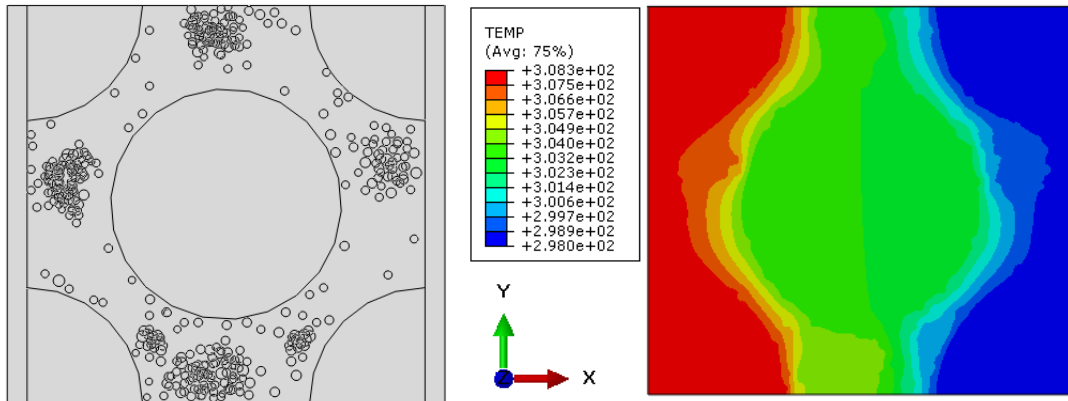 TEMP
(Avg: 75%)
+3.083e+02
+3.075e+02
+3.066e+02
+3.057e+02
+3.049e+02
+3.040e+02
+3.032e+02
+3.023e+02
+3.014e+02
+3.006e+02
+2.997e+02
+2.989e+02
+2.980e+02
Y
Z
X